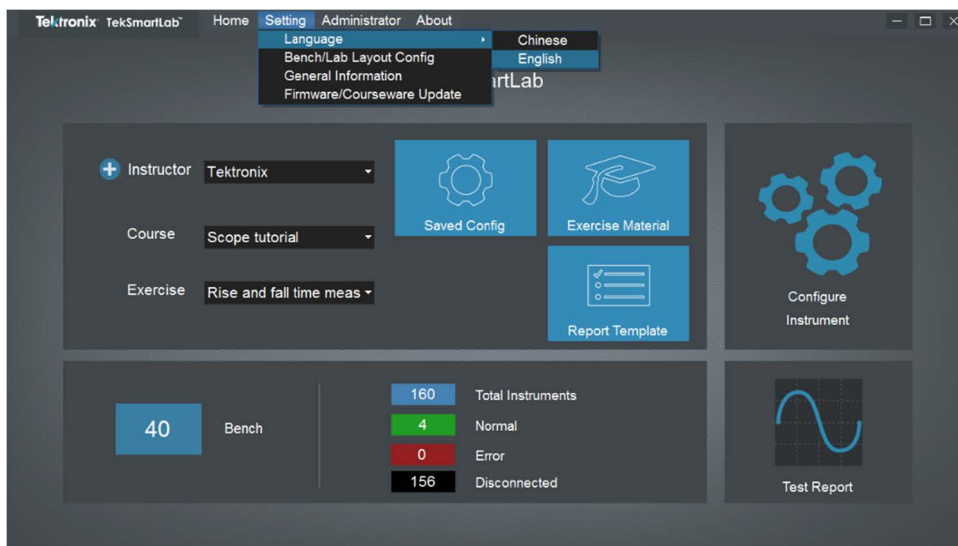 Tektronix TekSmartLab™ Home Setting Administrator About
Language
Chinese
English
Bench/Lab Layout Config
General Information
Firmware/Courseware Update
artLab
Instructor Tektronix
Course Scope tutorial
Exercise Rise and fall time meas
Saved Config
Exercise Material
Report Template
Configure
Instrument
40 Bench
160 Total Instruments
4 Normal
0 Error
156 Disconnected
Test Report